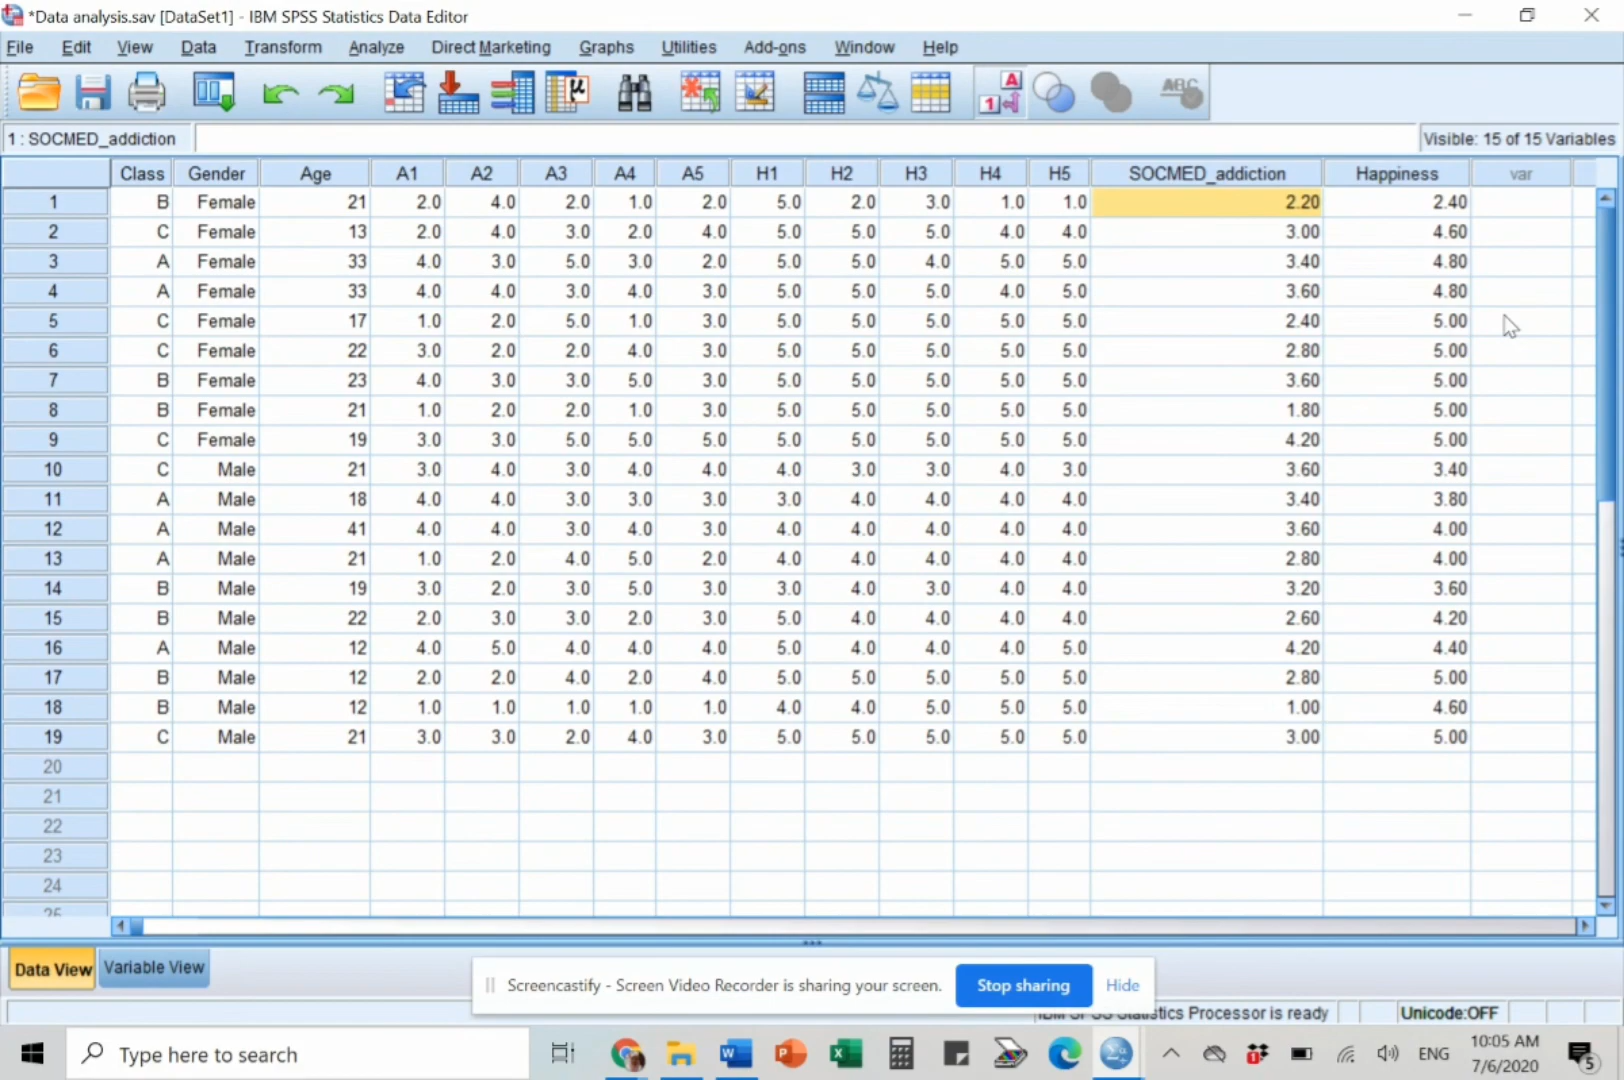 *Data analysis.sav [DataSet1] - IBM SPSS Statistics Data Editor
File Edit View Data Transform Analyze Direct Marketing Graphs Utilities Add-ons Window Help
1 : SOCMED_addiction Visible: 15 of 15 Variables
Class Gender Age A1 A2 A3 A4 A5 H1 H2 H3 H4 H5 SOCMED_addiction Happiness var
1 B Female 21 2.0 4.0 2.0 1.0 2.0 5.0 2.0 3.0 1.0 1.0 2.20 2.40
2 C Female 13 2.0 4.0 3.0 2.0 4.0 5.0 5.0 5.0 4.0 4.0 3.00 4.60
3 A Female 33 4.0 3.0 5.0 3.0 2.0 5.0 5.0 4.0 5.0 5.0 3.40 4.80
4 A Female 33 4.0 4.0 3.0 4.0 3.0 5.0 5.0 5.0 4.0 5.0 3.60 4.80
5 C Female 17 1.0 2.0 5.0 1.0 3.0 5.0 5.0 5.0 5.0 5.0 2.40 5.00
6 C Female 22 3.0 2.0 2.0 4.0 3.0 5.0 5.0 5.0 5.0 5.0 2.80 5.00
7 B Female 23 4.0 3.0 3.0 5.0 3.0 5.0 5.0 5.0 5.0 5.0 3.60 5.00
8 B Female 21 1.0 2.0 2.0 1.0 3.0 5.0 5.0 5.0 5.0 5.0 1.80 5.00
9 C Female 19 3.0 3.0 5.0 5.0 5.0 5.0 5.0 5.0 5.0 5.0 4.20 5.00
10 C Male 21 3.0 4.0 3.0 4.0 4.0 4.0 3.0 3.0 4.0 3.0 3.60 3.40
11 A Male 18 4.0 4.0 3.0 3.0 3.0 3.0 4.0 4.0 4.0 4.0 3.40 3.80
12 A Male 41 4.0 4.0 3.0 4.0 3.0 4.0 4.0 4.0 4.0 4.0 3.60 4.00
13 A Male 21 1.0 2.0 4.0 5.0 2.0 4.0 4.0 4.0 4.0 4.0 2.80 4.00
14 B Male 19 3.0 2.0 3.0 5.0 3.0 3.0 4.0 3.0 4.0 4.0 3.20 3.60
15 B Male 22 2.0 3.0 3.0 2.0 3.0 5.0 4.0 4.0 4.0 4.0 2.60 4.20
16 A Male 12 4.0 5.0 4.0 4.0 4.0 5.0 4.0 4.0 4.0 5.0 4.20 4.40
17 B Male 12 2.0 2.0 4.0 2.0 4.0 5.0 5.0 5.0 5.0 5.0 2.80 5.00
18 B Male 12 1.0 1.0 1.0 1.0 1.0 4.0 4.0 5.0 5.0 5.0 1.00 4.60
19 C Male 21 3.0 3.0 2.0 4.0 3.0 5.0 5.0 5.0 5.0 5.0 3.00 5.00
20
21
22
23
24
25
Data View Variable View
Screencastify - Screen Video Recorder is sharing your screen. Stop sharing Hide
IBM SPSS Statistics Processor is ready Unicode:OFF
Type here to search
ENG
10:05 AM
7/6/2020
5